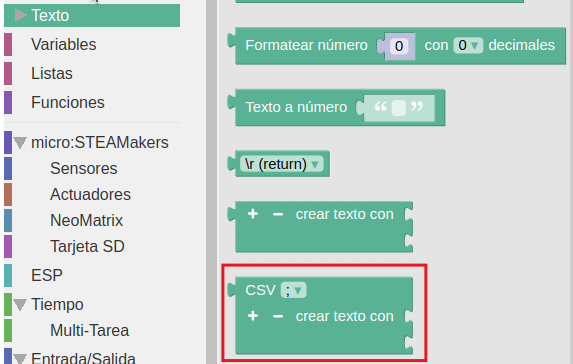 Texto
Variables
Listas
Funciones
micro:STEAMakers
Sensores
Actuadores
NeoMatrix
Tarjeta SD
ESP
Tiempo
Multi-Tarea
Entrada/Salida
Formatear número 0 con 0 decimales
Texto a número “ ”
\r (return)
+ − crear texto con
CSV ;
+ − crear texto con